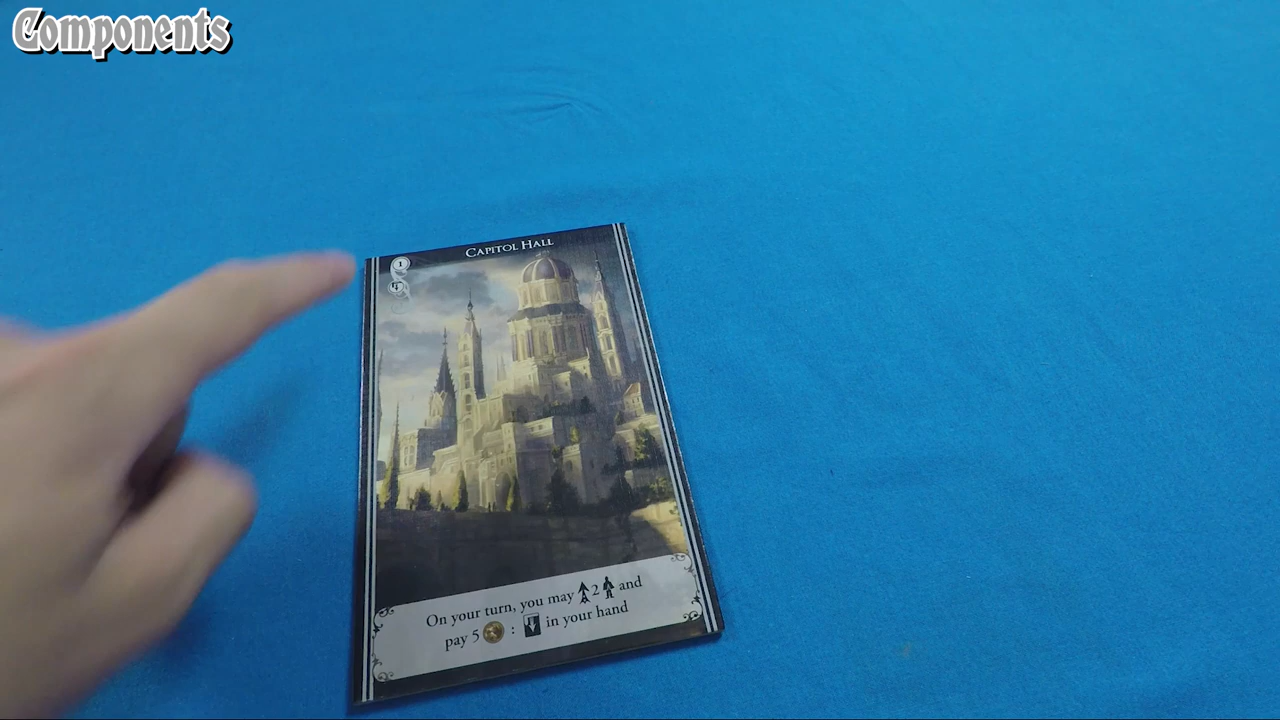 Components
CAPITOL HALL
1
On your turn, you may 2 and
pay 5 : in your hand